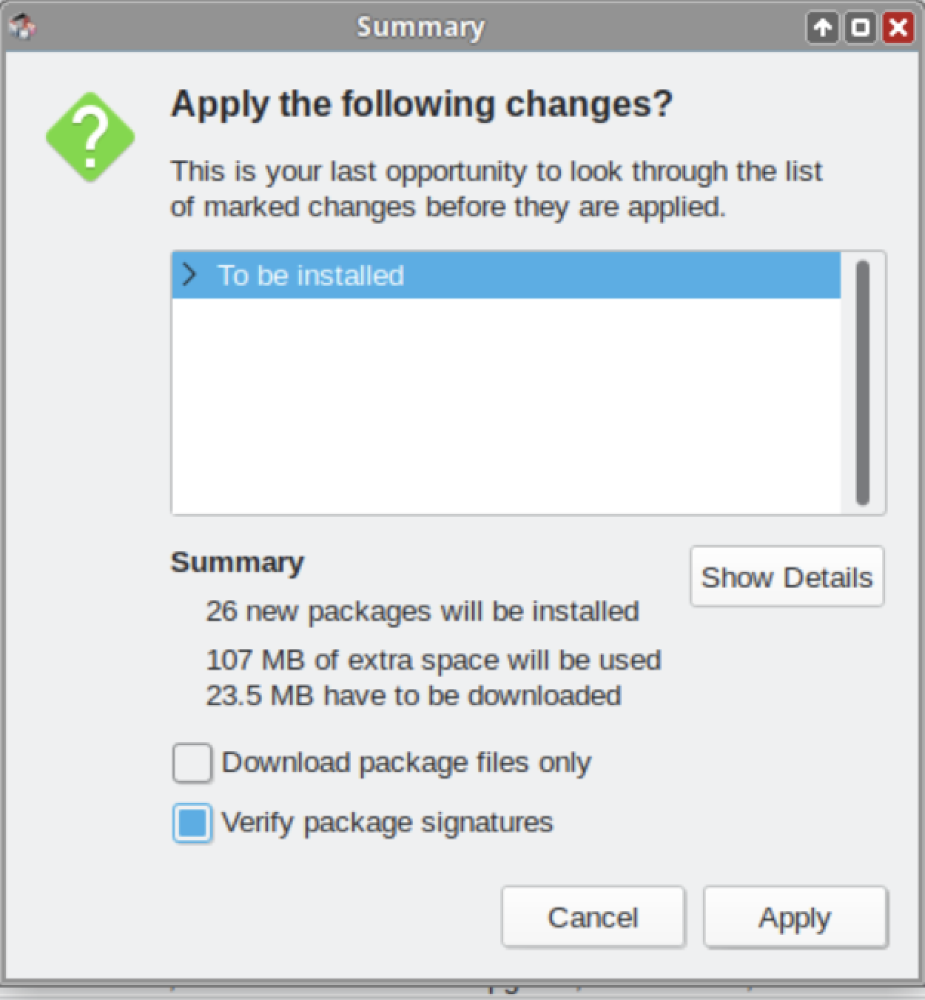 Summary
Apply the following changes?
This is your last opportunity to look through the list
of marked changes before they are applied.
To be installed
Summary
Show Details
26 new packages will be installed
107 MB of extra space will be used
23.5 MB have to be downloaded
Download package files only
Verify package signatures
Cancel
Apply